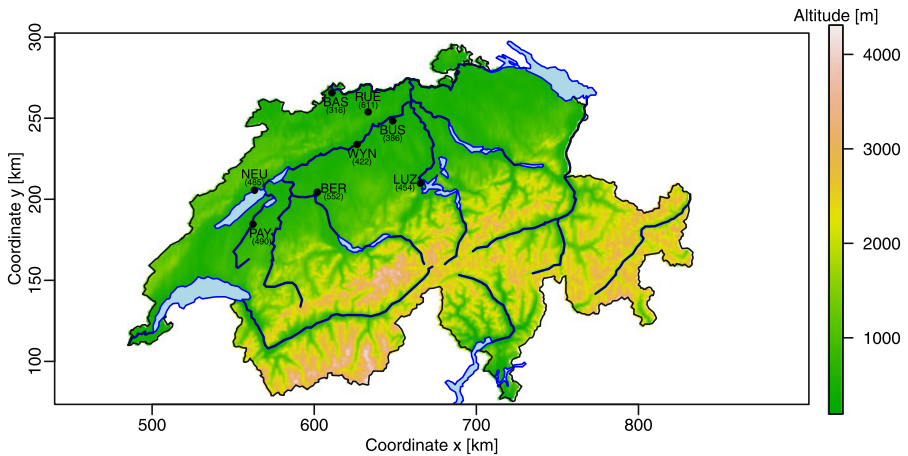 Altitude [m]
300
250
200
150
100
Coordinate y [km]
BAS
(316)
RUE
(611)
BUS
(386)
WYN
(422)
NEU
(485)
BER
(552)
LUZ
(454)
PAY
(490)
4000
3000
2000
1000
500
600
700
800
Coordinate x [km]